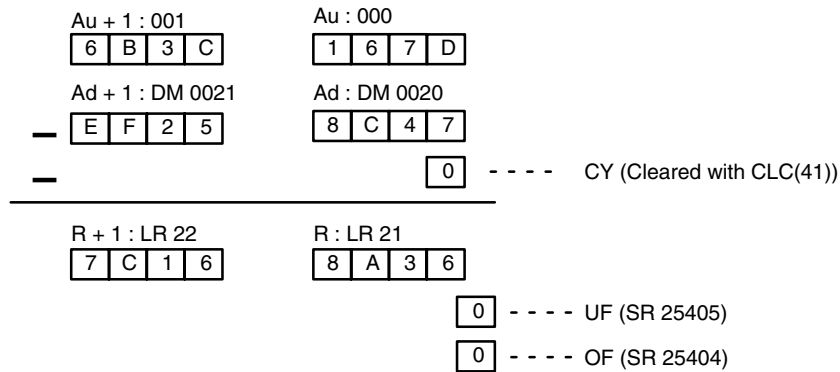 Au + 1 : 001 Au : 000
6 B 3 C 1 6 7 D
Ad + 1 : DM 0021 Ad : DM 0020
– E F 2 5 8 C 4 7
– 0 - - - - CY (Cleared with CLC(41))
R + 1 : LR 22 R : LR 21
7 C 1 6 8 A 3 6
0 - - - - UF (SR 25405)
0 - - - - OF (SR 25404)